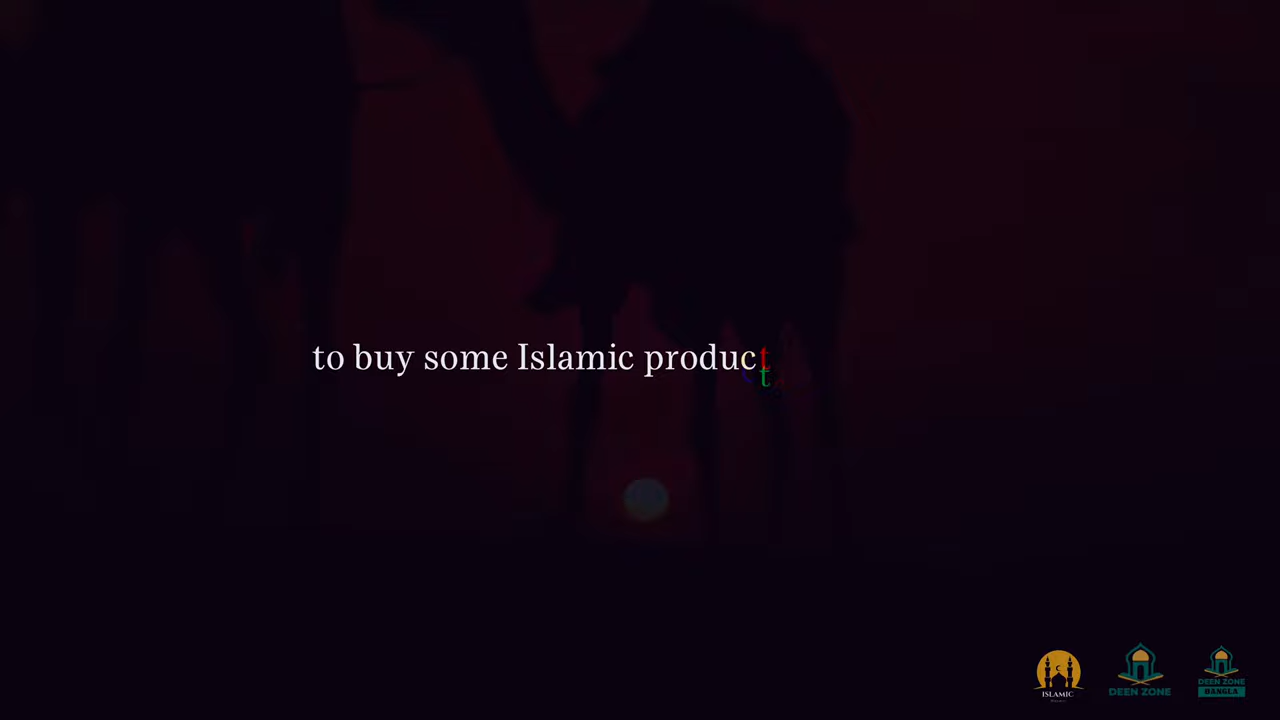 to buy some Islamic product
ISLAMIC
DEEN ZONE
DEEN ZONE
BANGLA